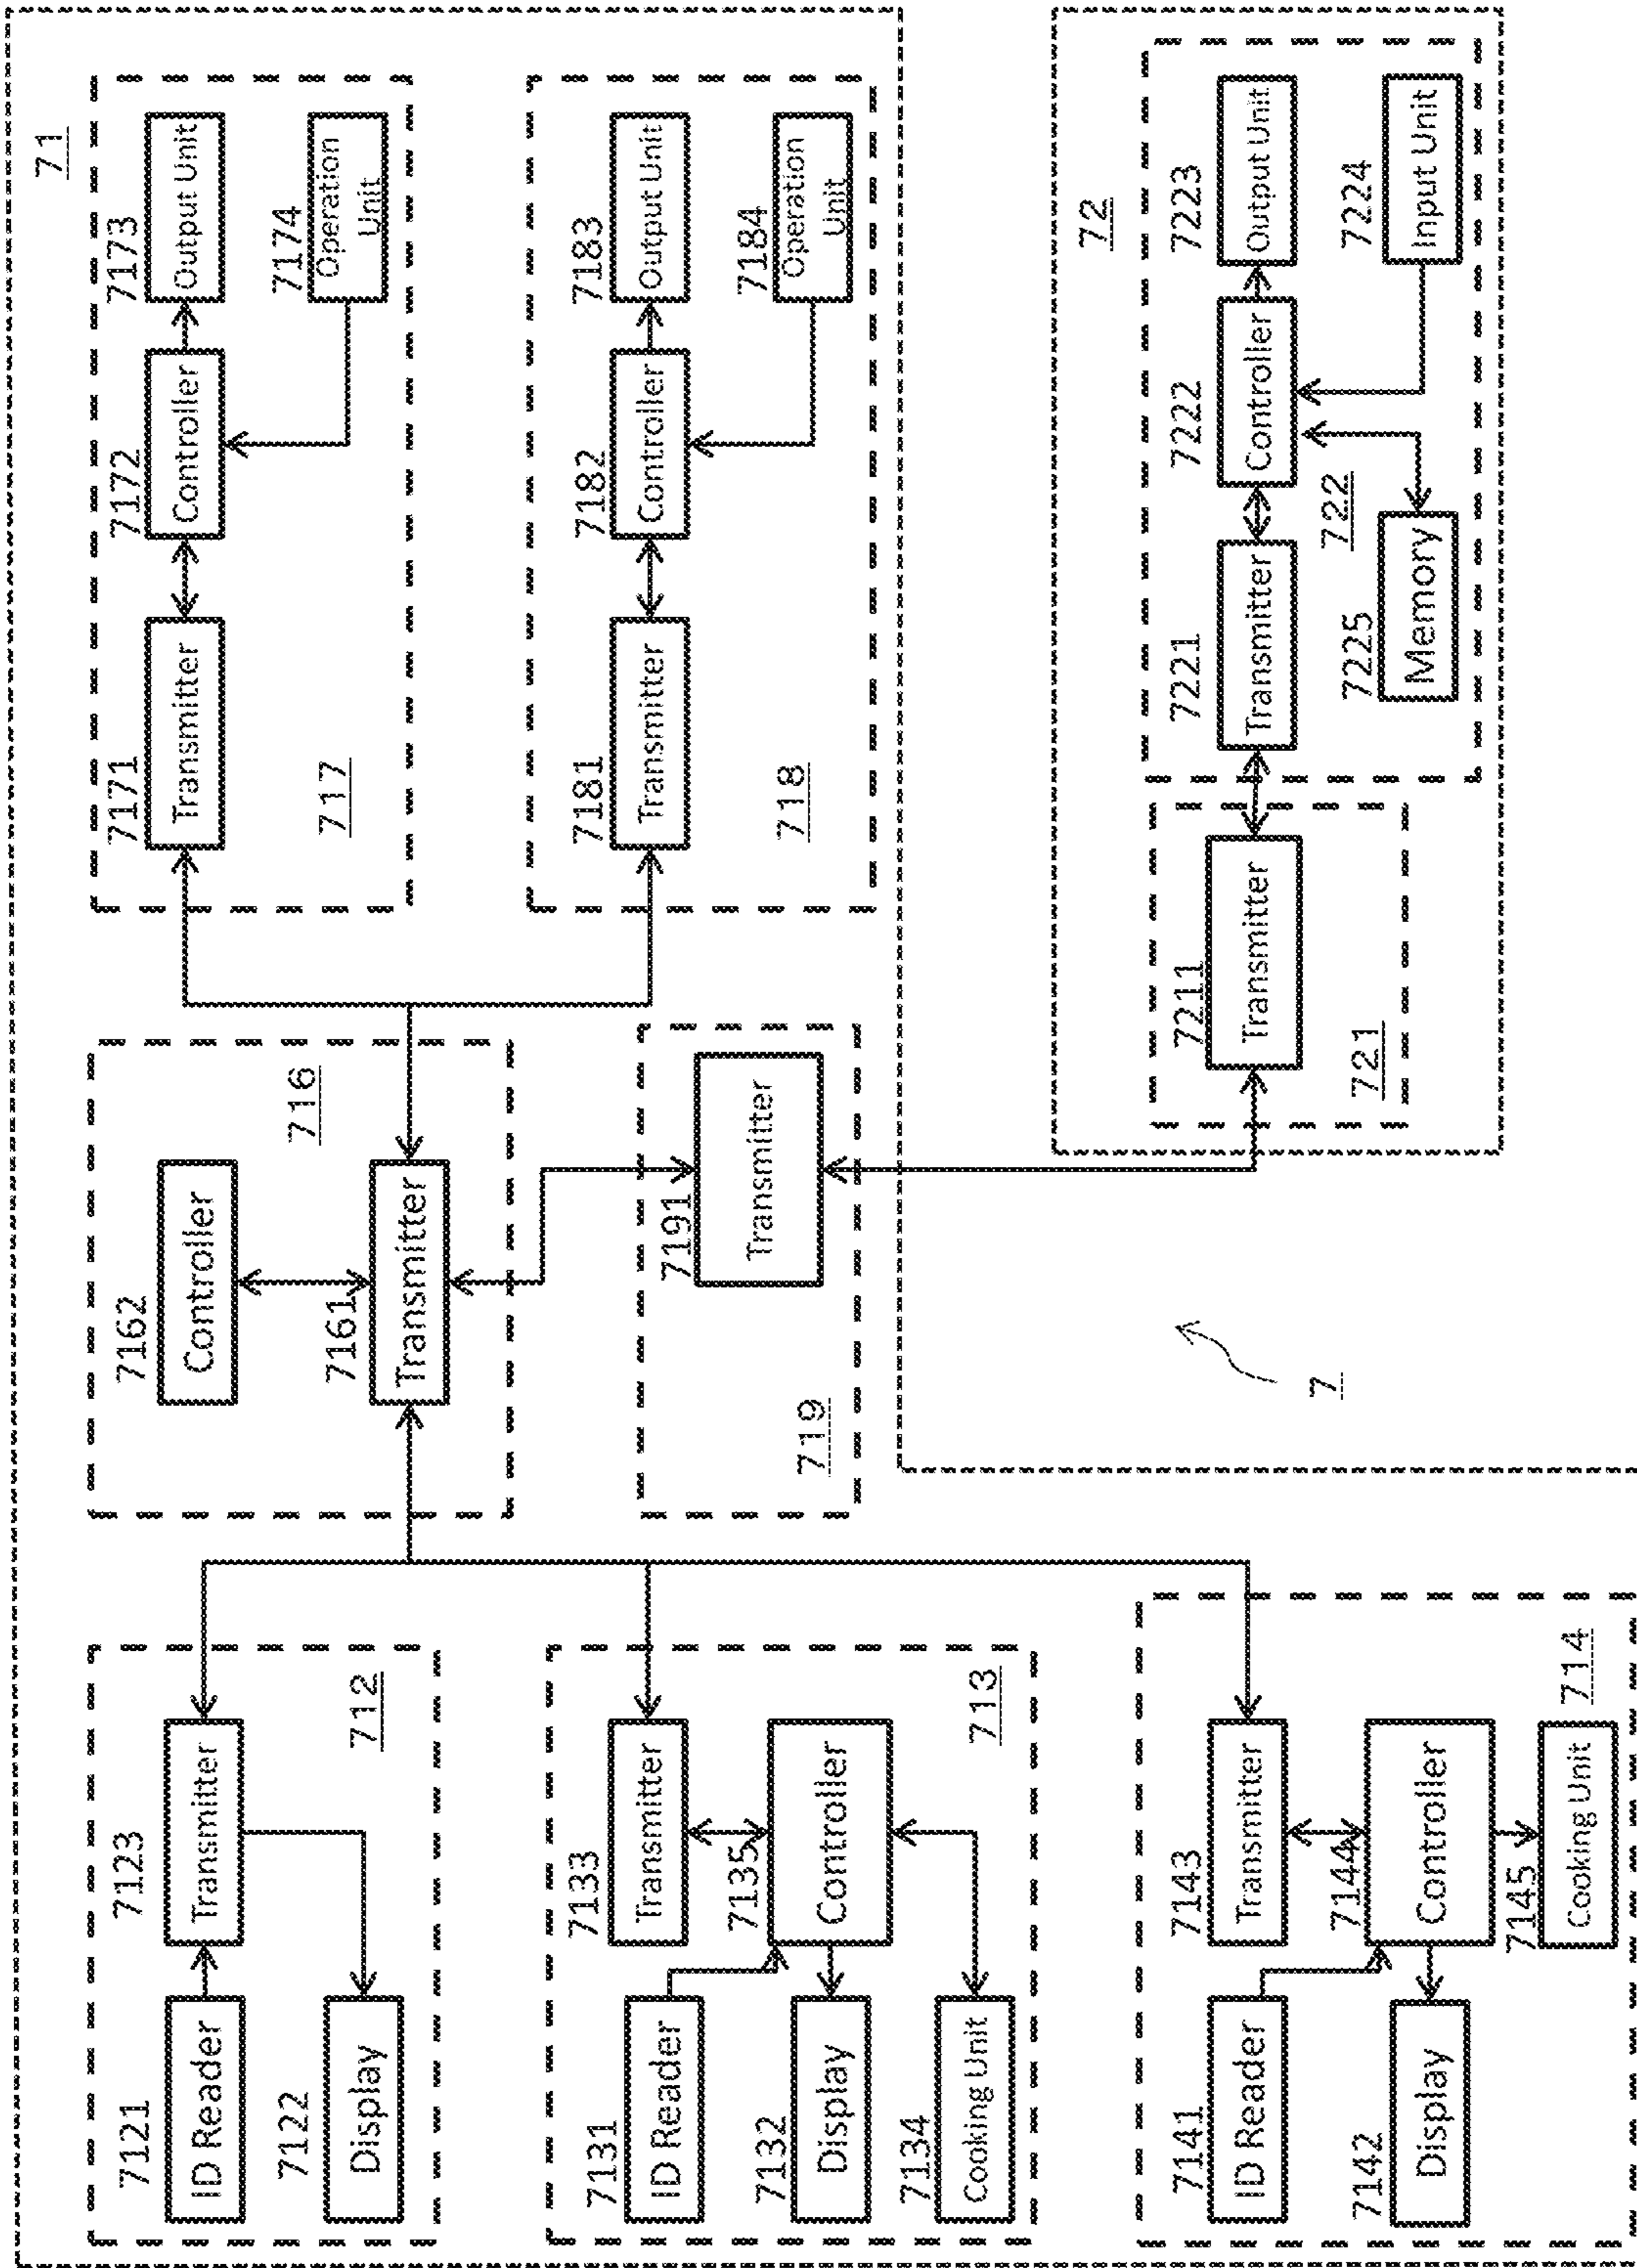 71
7121
ID Reader
7123
Transmitter
7122
Display
712
7162
Controller
7161
Transmitter
716
7171
Transmitter
7172
Controller
7173
Output Unit
7174
Operation
Unit
717
7131
ID Reader
7133
Transmitter
7132
Display
7135
Controller
7134
Cooking Unit
713
7191
Transmitter
719
7181
Transmitter
7182
Controller
7183
Output Unit
7184
Operation
Unit
718
7141
ID Reader
7143
Transmitter
7142
Display
7144
Controller
7145
Cooking Unit
714
7
72
7211
Transmitter
721
7221
Transmitter
7222
Controller
7223
Output Unit
7224
Input Unit
722
7225
Memory